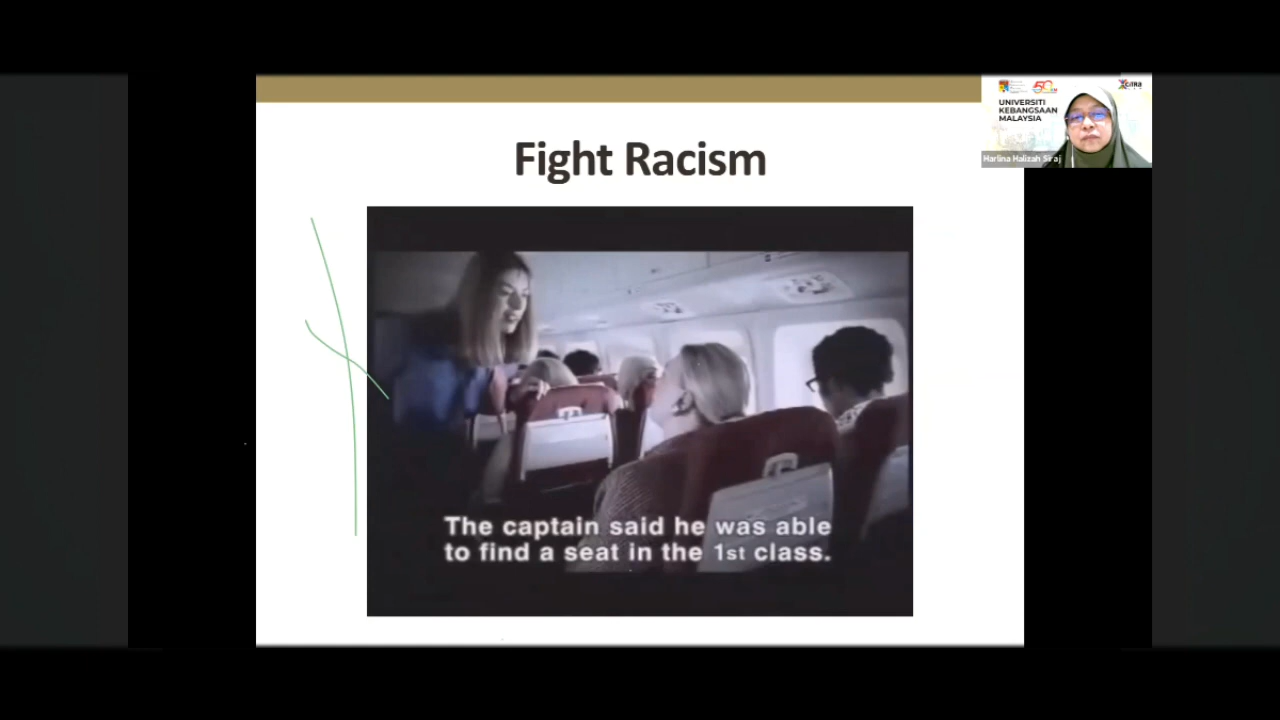 Fight Racism
UNIVERSITI
KEBANGSAAN
MALAYSIA
Harlina Halizah Siraj
The captain said he was able
to find a seat in the 1st class.